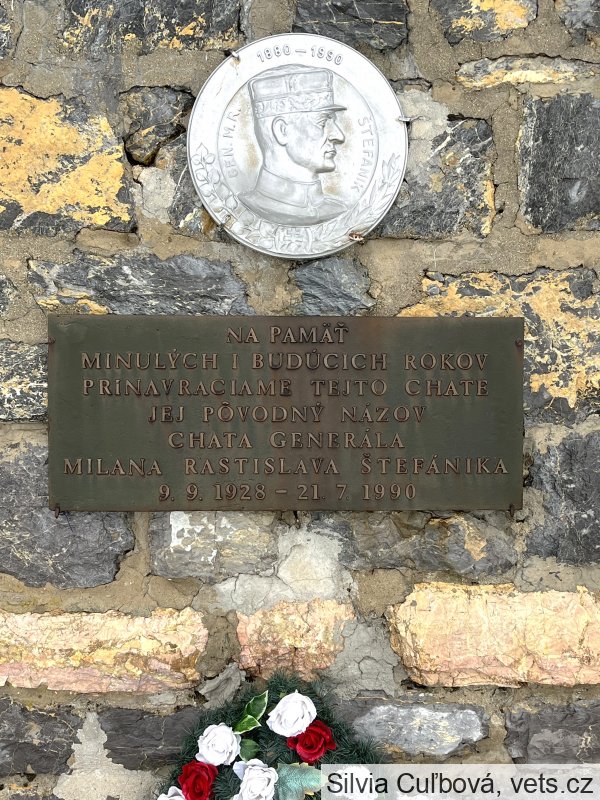 1880–1990
GEN. M. R. ŠTEFÁNIK
NA PAMÄŤ
MINULÝCH I BUDÚCICH ROKOV
PRINAVRACIAME TEJTO CHATE
JEJ PÔVODNÝ NÁZOV
CHATA GENERÁLA
MILANA RASTISLAVA ŠTEFÁNIKA
9. 9. 1928 – 21. 7. 1990
Silvia Cuľbová, vets.cz